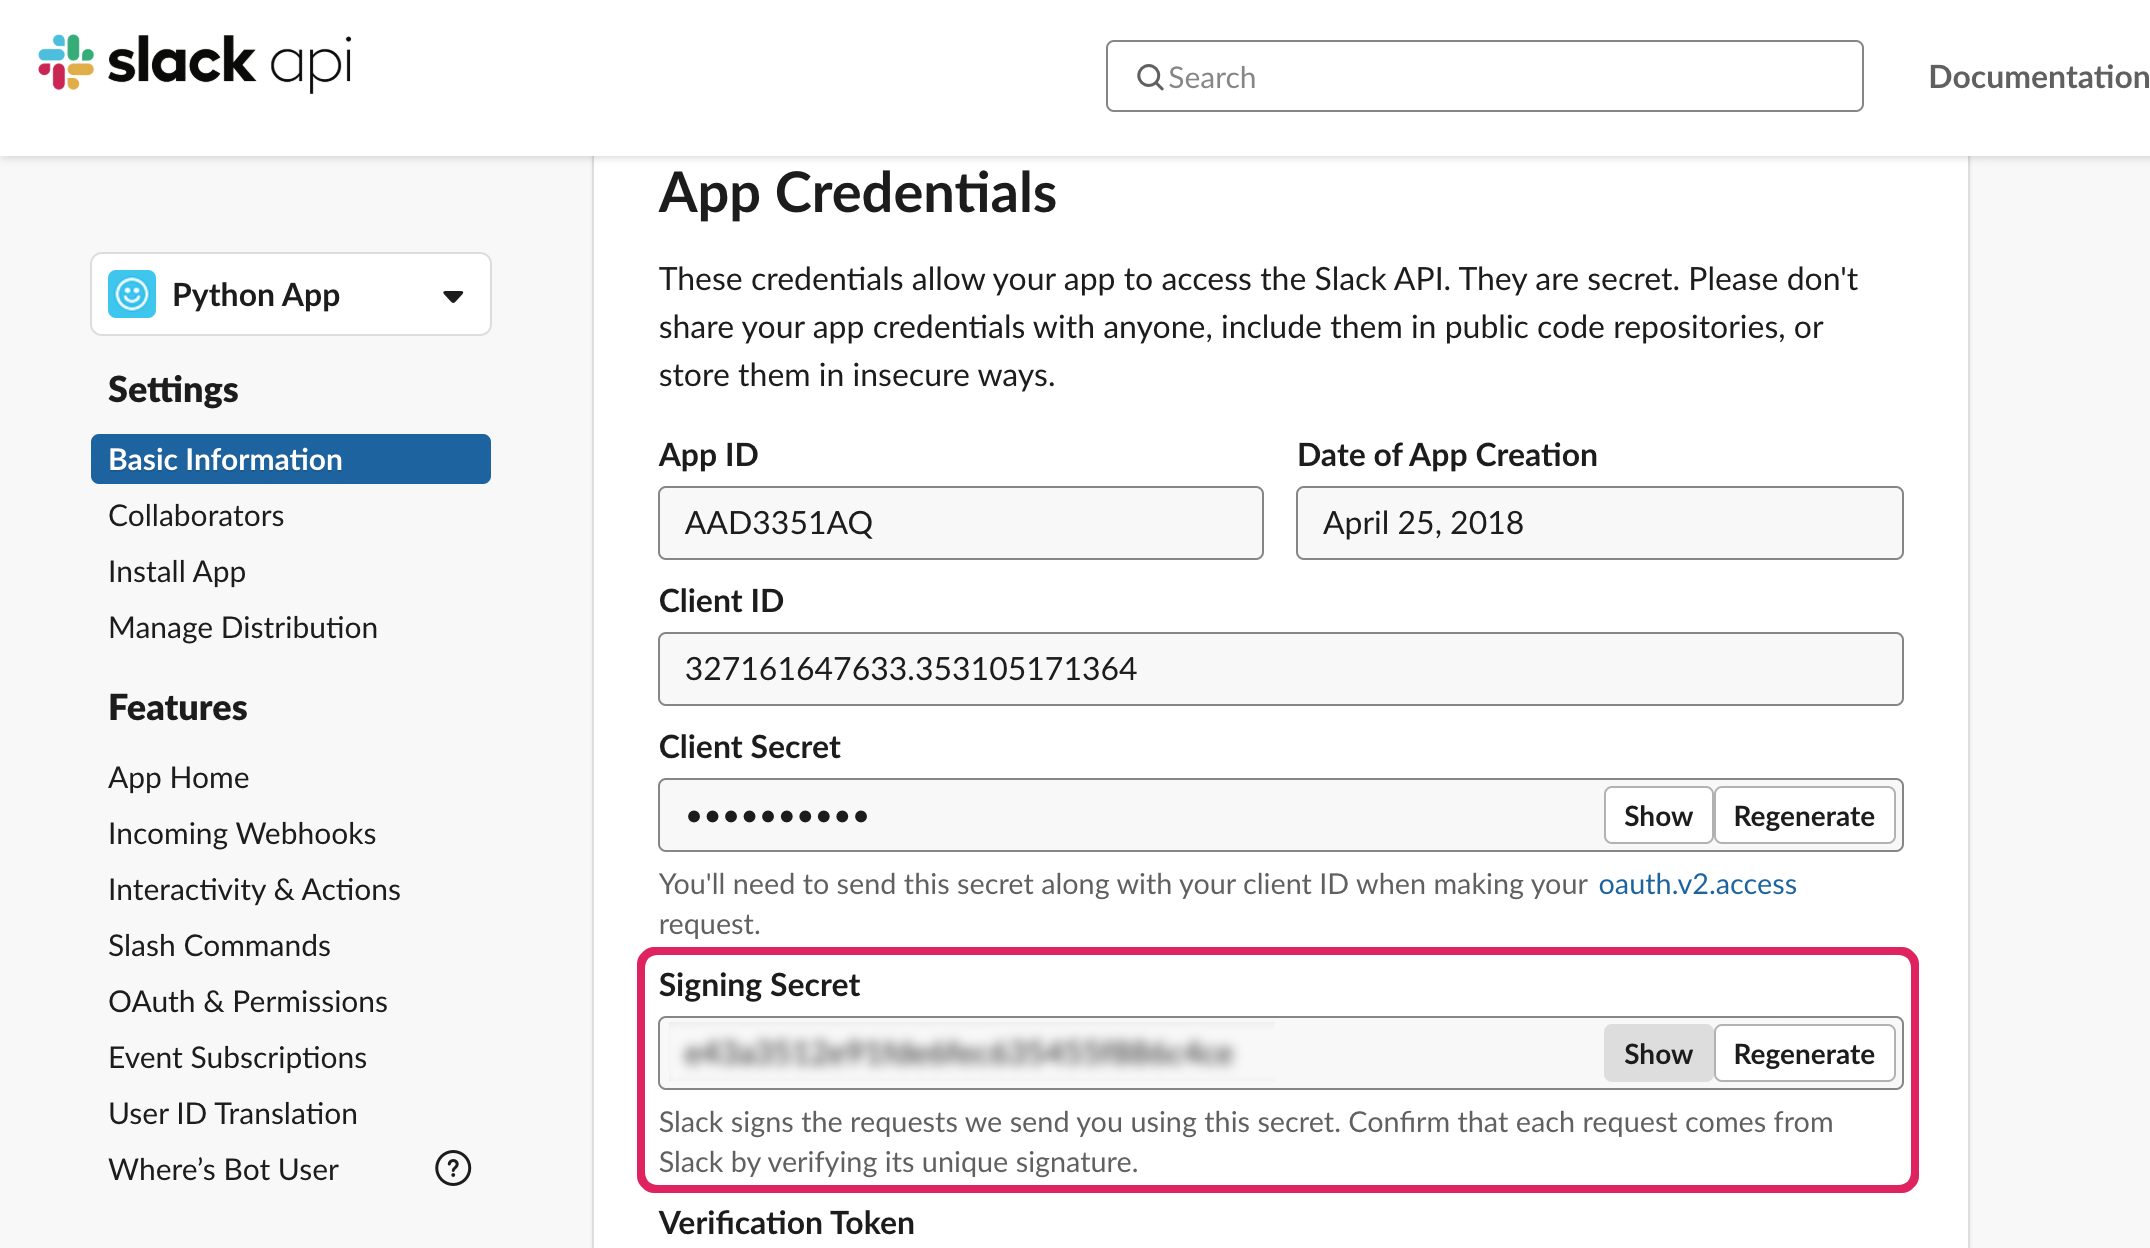 slack api
Search
Documentation
App Credentials
These credentials allow your app to access the Slack API. They are secret. Please don't
share your app credentials with anyone, include them in public code repositories, or
store them in insecure ways.
Python App
Settings
Basic Information
Collaborators
Install App
Manage Distribution
Features
App Home
Incoming Webhooks
Interactivity & Actions
Slash Commands
OAuth & Permissions
Event Subscriptions
User ID Translation
Where’s Bot User
?
App ID
Date of App Creation
AAD3351AQ
April 25, 2018
Client ID
327161647633.353105171364
Client Secret
••••••••••
Show
Regenerate
You'll need to send this secret along with your client ID when making your oauth.v2.access
request.
Signing Secret
Show
Regenerate
Slack signs the requests we send you using this secret. Confirm that each request comes from
Slack by verifying its unique signature.
Verification Token